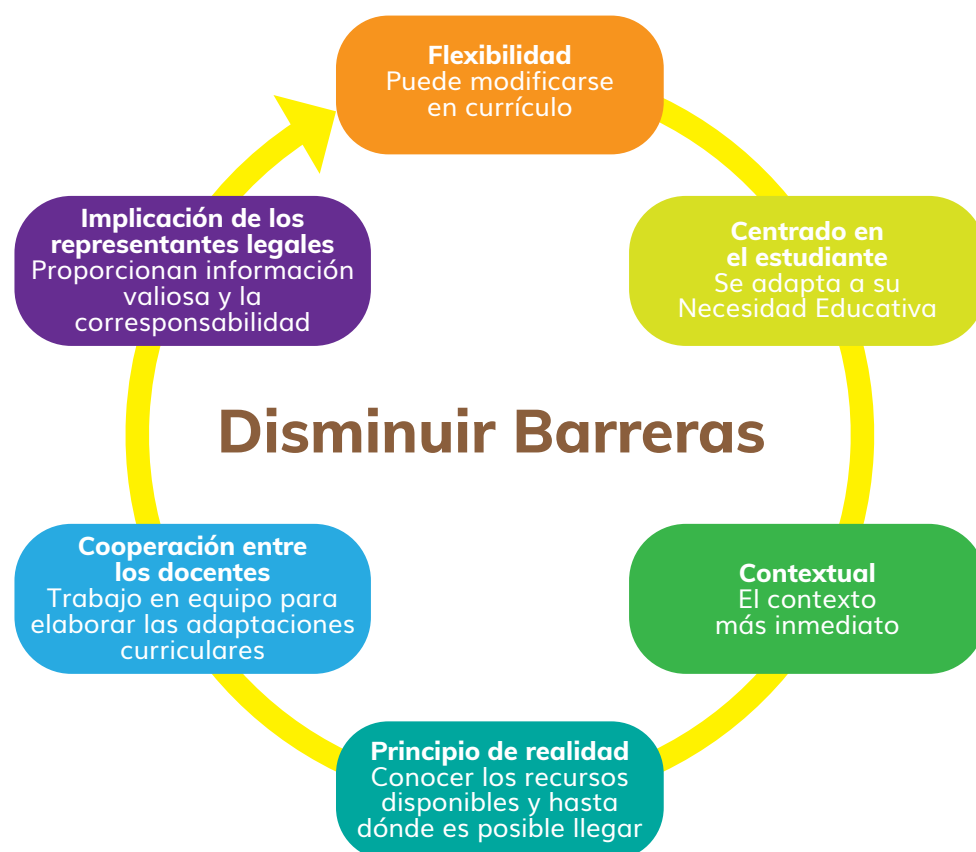 Flexibilidad
Puede modificarse
en currículo
Centrado en
el estudiante
Se adapta a su
Necesidad Educativa
Contextual
El contexto
más inmediato
Principio de realidad
Conocer los recursos
disponibles y hasta
dónde es posible llegar
Cooperación entre
los docentes
Trabajo en equipo para
elaborar las adaptaciones
curriculares
Implicación de los
representantes legales
Proporcionan información
valiosa y la
corresponsabilidad
Disminuir Barreras